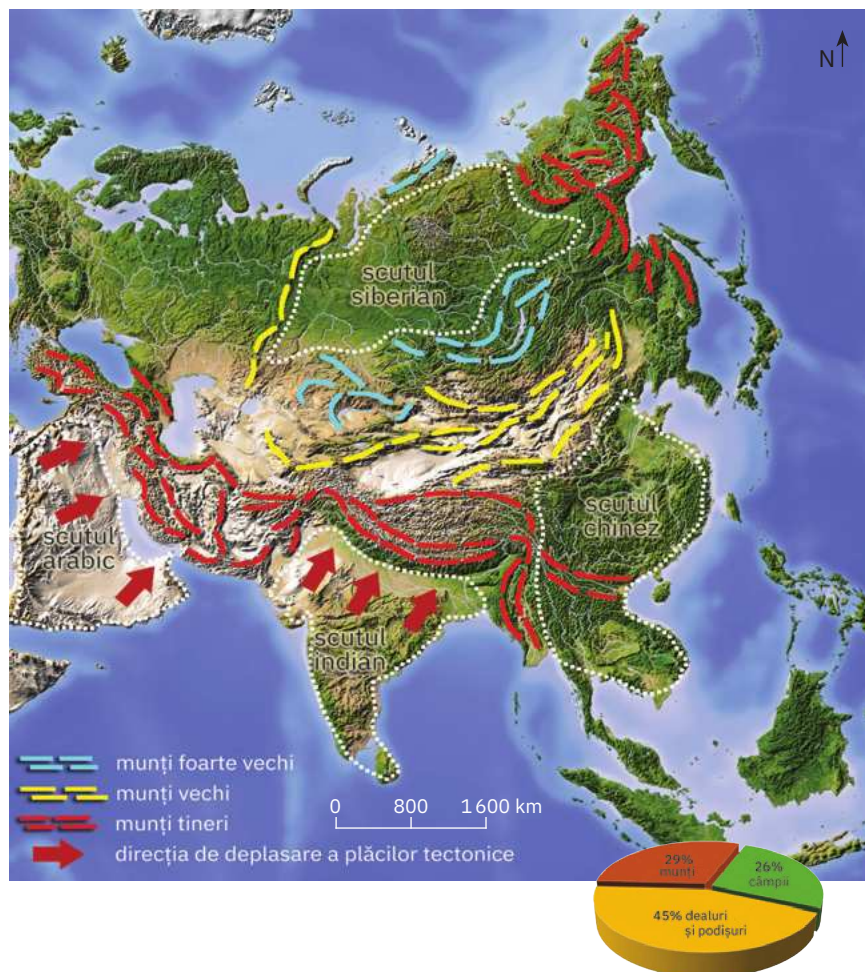 N
scutul
siberian
scutul
chinez
scutul
arabic
scutul
indian
munți foarte vechi
munți vechi
munți tineri
direcția de deplasare a plăcilor tectonice
0 800 1 600 km
29%
munți
26%
câmpii
45% dealuri
și podișuri